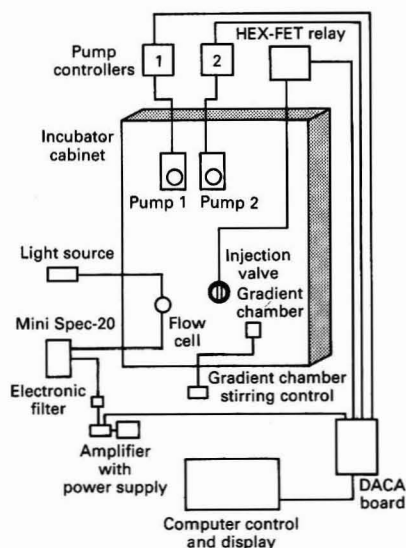 HEX-FET relay
Pump
controllers
1
2
Incubator
cabinet
Pump 1
Pump 2
Light source
Injection
valve
Gradient
chamber
Mini Spec-20
Flow
cell
Electronic
filter
Gradient chamber
stirring control
Amplifier
with
power supply
DACA
board
Computer control
and display